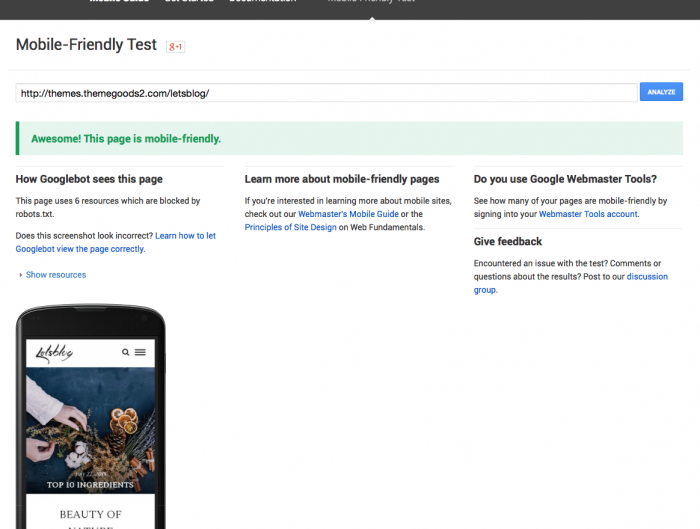 Mobile Guide Get Started Documentation Mobile-Friendly Test
Mobile-Friendly Test
g+1
http://themes.themegoods2.com/letsblog/
ANALYZE
Awesome! This page is mobile-friendly.
How Googlebot sees this page
This page uses 6 resources which are blocked by
robots.txt.
Does this screenshot look incorrect? Learn how to let
Googlebot view the page correctly.
Show resources
Learn more about mobile-friendly pages
If you're interested in learning more about mobile sites,
check out our Webmaster's Mobile Guide or the
Principles of Site Design on Web Fundamentals.
Do you use Google Webmaster Tools?
See how many of your pages are mobile-friendly by
signing into your Webmaster Tools account.
Give feedback
Encountered an issue with the test? Comments or
questions about the results? Post to our discussion
group.
Letsblog
TOP 10 INGREDIENTS
BEAUTY OF
NATURE